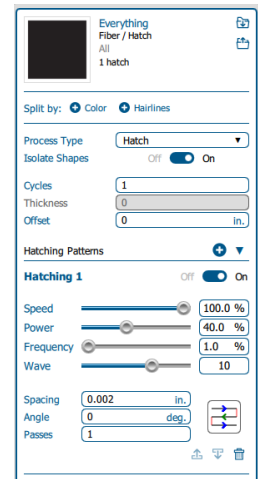 Everything
Fiber / Hatch
All
1 hatch
Split by: Color Hairlines
Process Type Hatch
Isolate Shapes Off On
Cycles 1
Thickness 0
Offset 0 in.
Hatching Patterns
Hatching 1 Off On
Speed 100.0 %
Power 40.0 %
Frequency 1.0 %
Wave 10
Spacing 0.002 in.
Angle 0 deg.
Passes 1